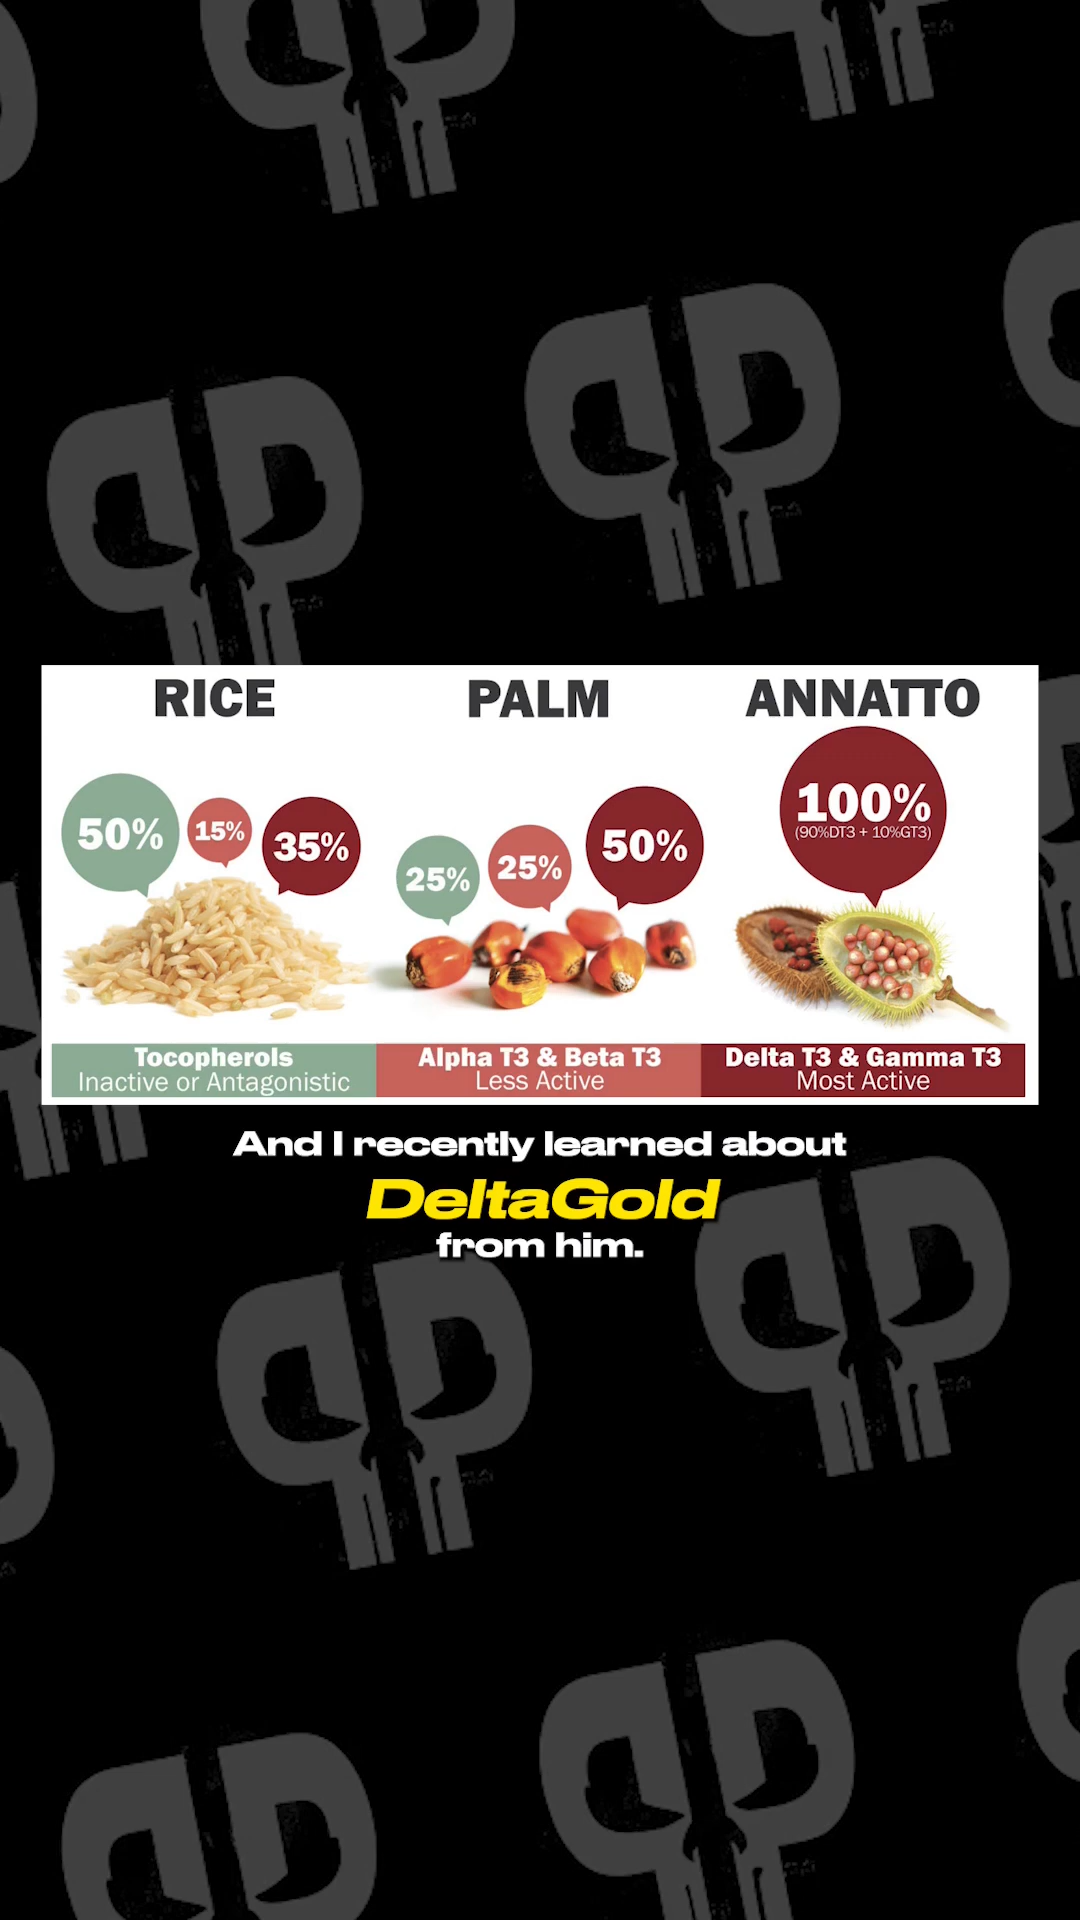 RICE
PALM
ANNATTO
50%
15%
35%
25%
25%
50%
100%
(90%DT3 + 10%GT3)
Tocopherols
Inactive or Antagonistic
Alpha T3 & Beta T3
Less Active
Delta T3 & Gamma T3
Most Active
And I recently learned about
DeltaGold
from him.